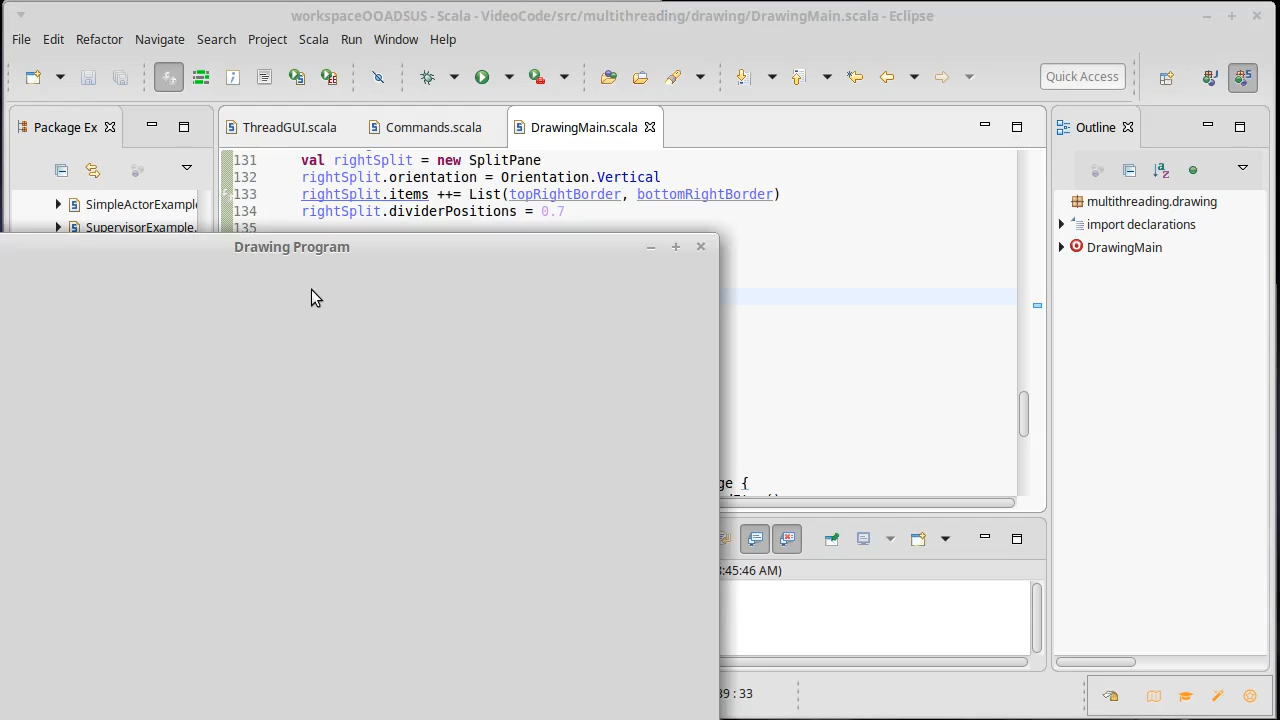 workspaceOOADSUS - Scala - VideoCode/src/multithreading/drawing/DrawingMain.scala - Eclipse
File Edit Refactor Navigate Search Project Scala Run Window Help
Quick Access
Package Ex
ThreadGUI.scala
Commands.scala
DrawingMain.scala
Outline
SimpleActorExampl
SupervisorExample.
131 val rightSplit = new SplitPane
132 rightSplit.orientation = Orientation.Vertical
133 rightSplit.items ++= List(topRightBorder, bottomRightBorder)
134 rightSplit.dividerPositions = 0.7
135
multithreading.drawing
import declarations
DrawingMain
Drawing Program
ge {
:45:46 AM)
39 : 33